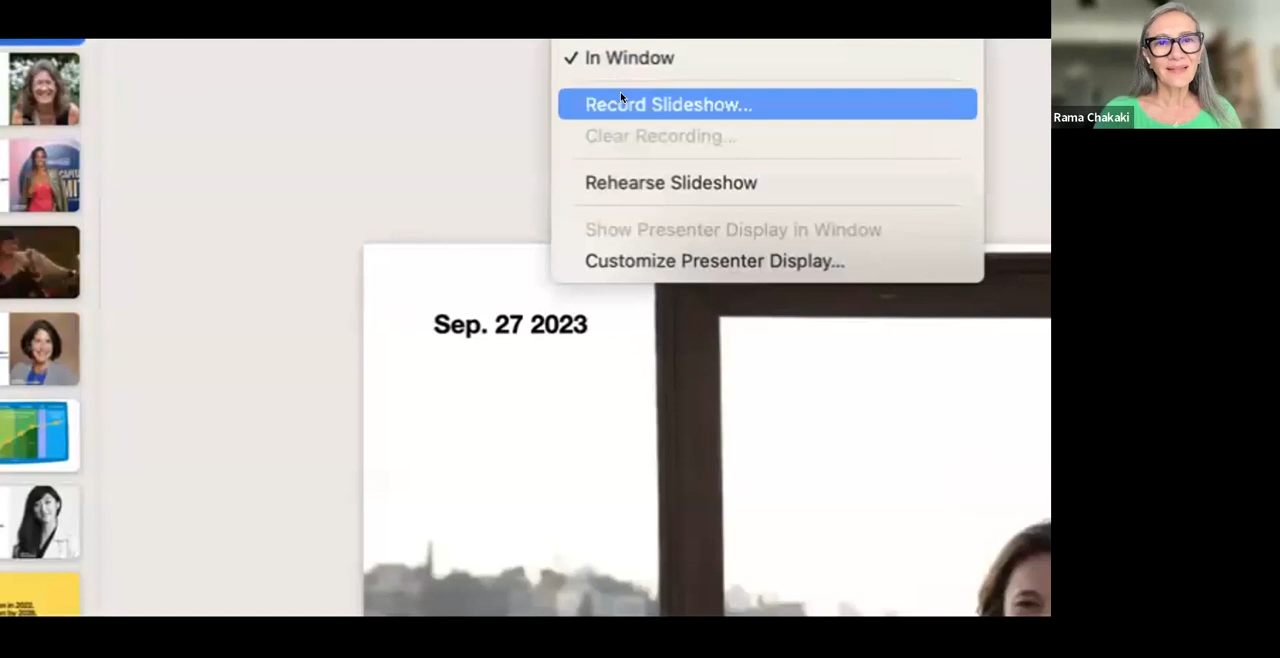 In Window
Record Slideshow...
Clear Recording...
Rehearse Slideshow
Show Presenter Display in Window
Customize Presenter Display...
Sep. 27 2023
Rama Chakaki